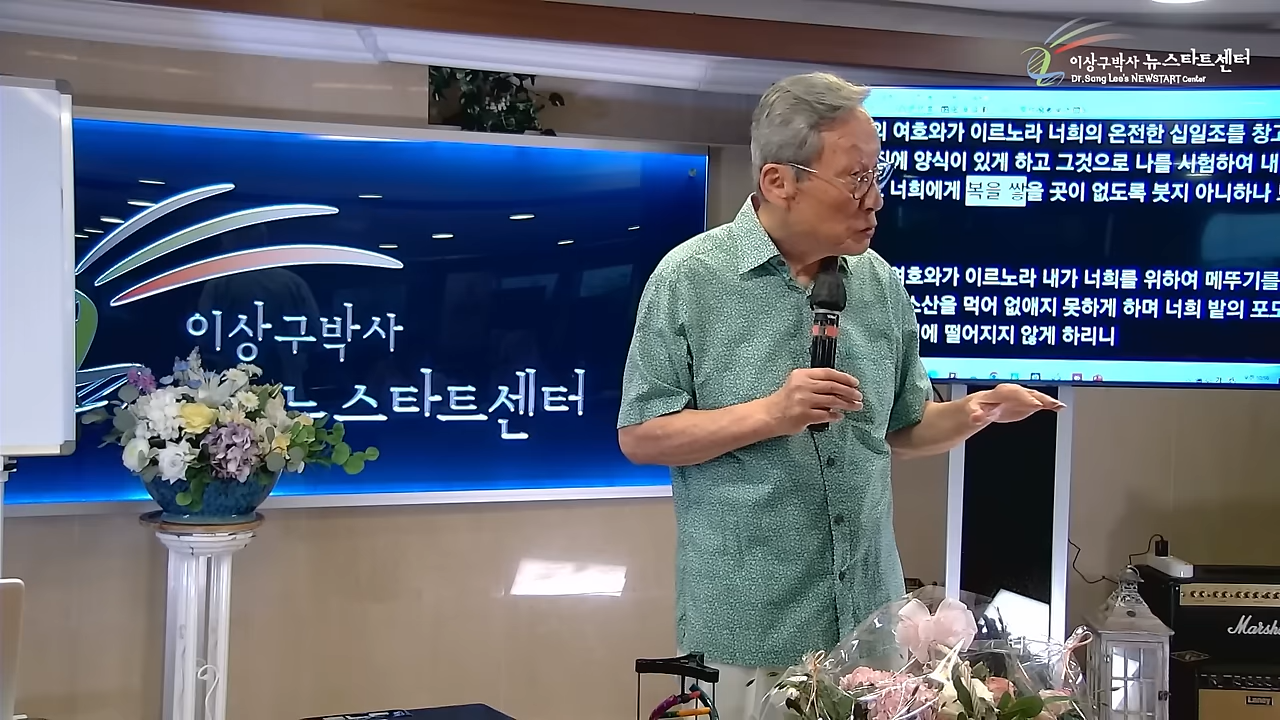 이상구박사 뉴스타트센터
Dr. Sang Lee's NEWSTART Center
여호와가 이르노라 너희의 온전한 십일조를 창고
에 양식이 있게 하고 그것으로 나를 시험하여 내
너희에게 복을 쌓을 곳이 없도록 붓지 아니하나
여호와가 이르노라 내가 너희를 위하여 메뚜기를
소산을 먹어 없애지 못하게 하며 너희 밭의 포도
에 떨어지지 않게 하리니
이상구박사
뉴스타트센터
Marsh
Laney